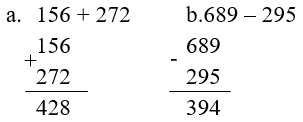 a. 156 + 272 b.689 – 295
156 689
+ -
272 295
428 394